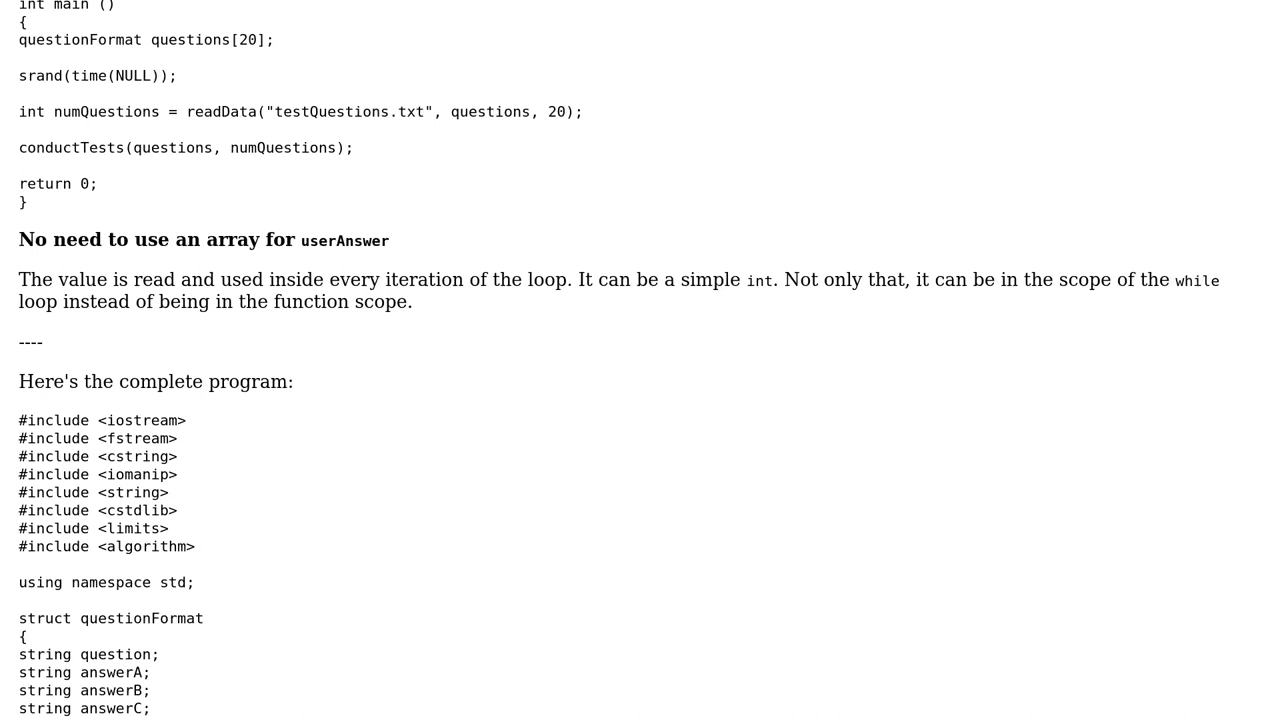 int main ()
{
questionFormat questions[20];
srand(time(NULL));
int numQuestions = readData("testQuestions.txt", questions, 20);
conductTests(questions, numQuestions);
return 0;
}
No need to use an array for userAnswer
The value is read and used inside every iteration of the loop. It can be a simple int. Not only that, it can be in the scope of the while
loop instead of being in the function scope.
----
Here's the complete program:
#include <iostream>
#include <fstream>
#include <cstring>
#include <iomanip>
#include <string>
#include <cstdlib>
#include <limits>
#include <algorithm>
using namespace std;
struct questionFormat
{
string question;
string answerA;
string answerB;
string answerC;